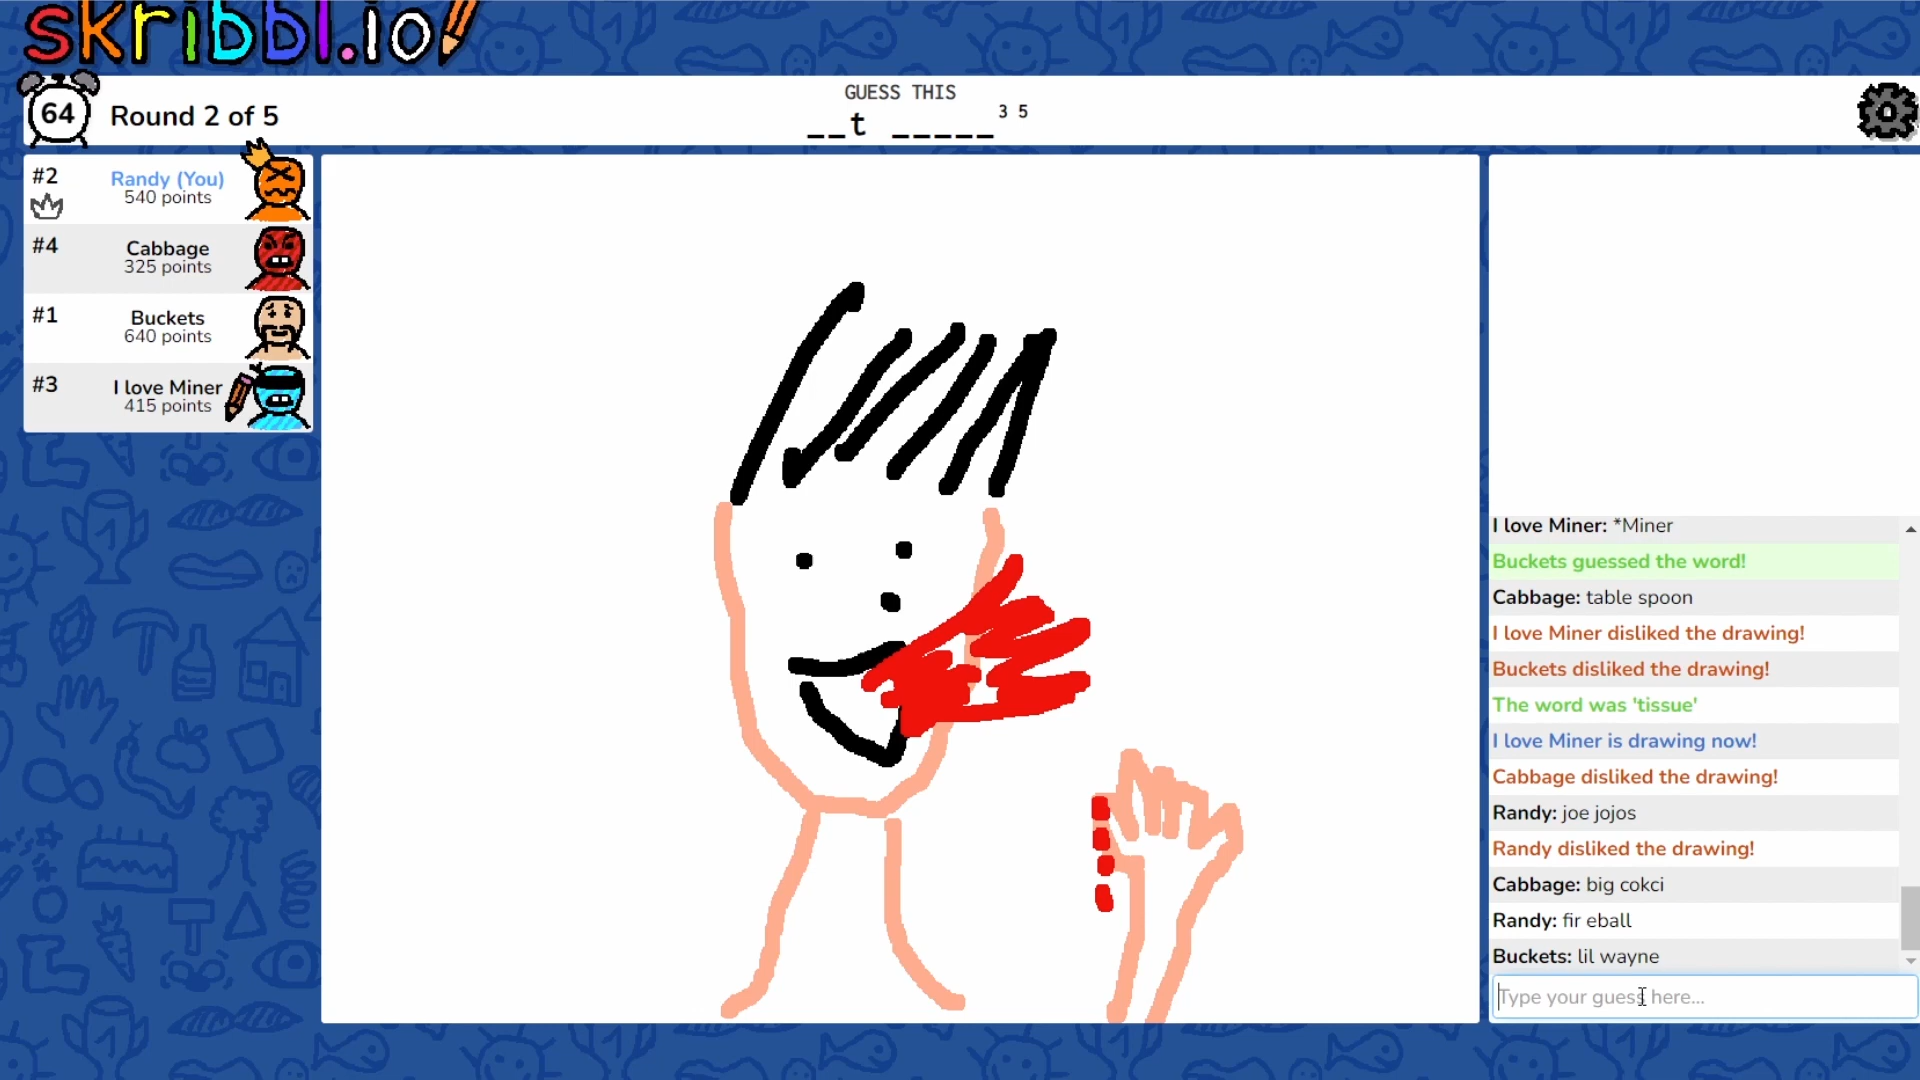 skribbl.io
64
Round 2 of 5
GUESS THIS
__t _____ 3 5
#2
Randy (You)
540 points
#4
Cabbage
325 points
#1
Buckets
640 points
#3
I love Miner
415 points
I love Miner: *Miner
Buckets guessed the word!
Cabbage: table spoon
I love Miner disliked the drawing!
Buckets disliked the drawing!
The word was 'tissue'
I love Miner is drawing now!
Cabbage disliked the drawing!
Randy: joe jojos
Randy disliked the drawing!
Cabbage: big cokci
Randy: fir eball
Buckets: lil wayne
Type your guess here...